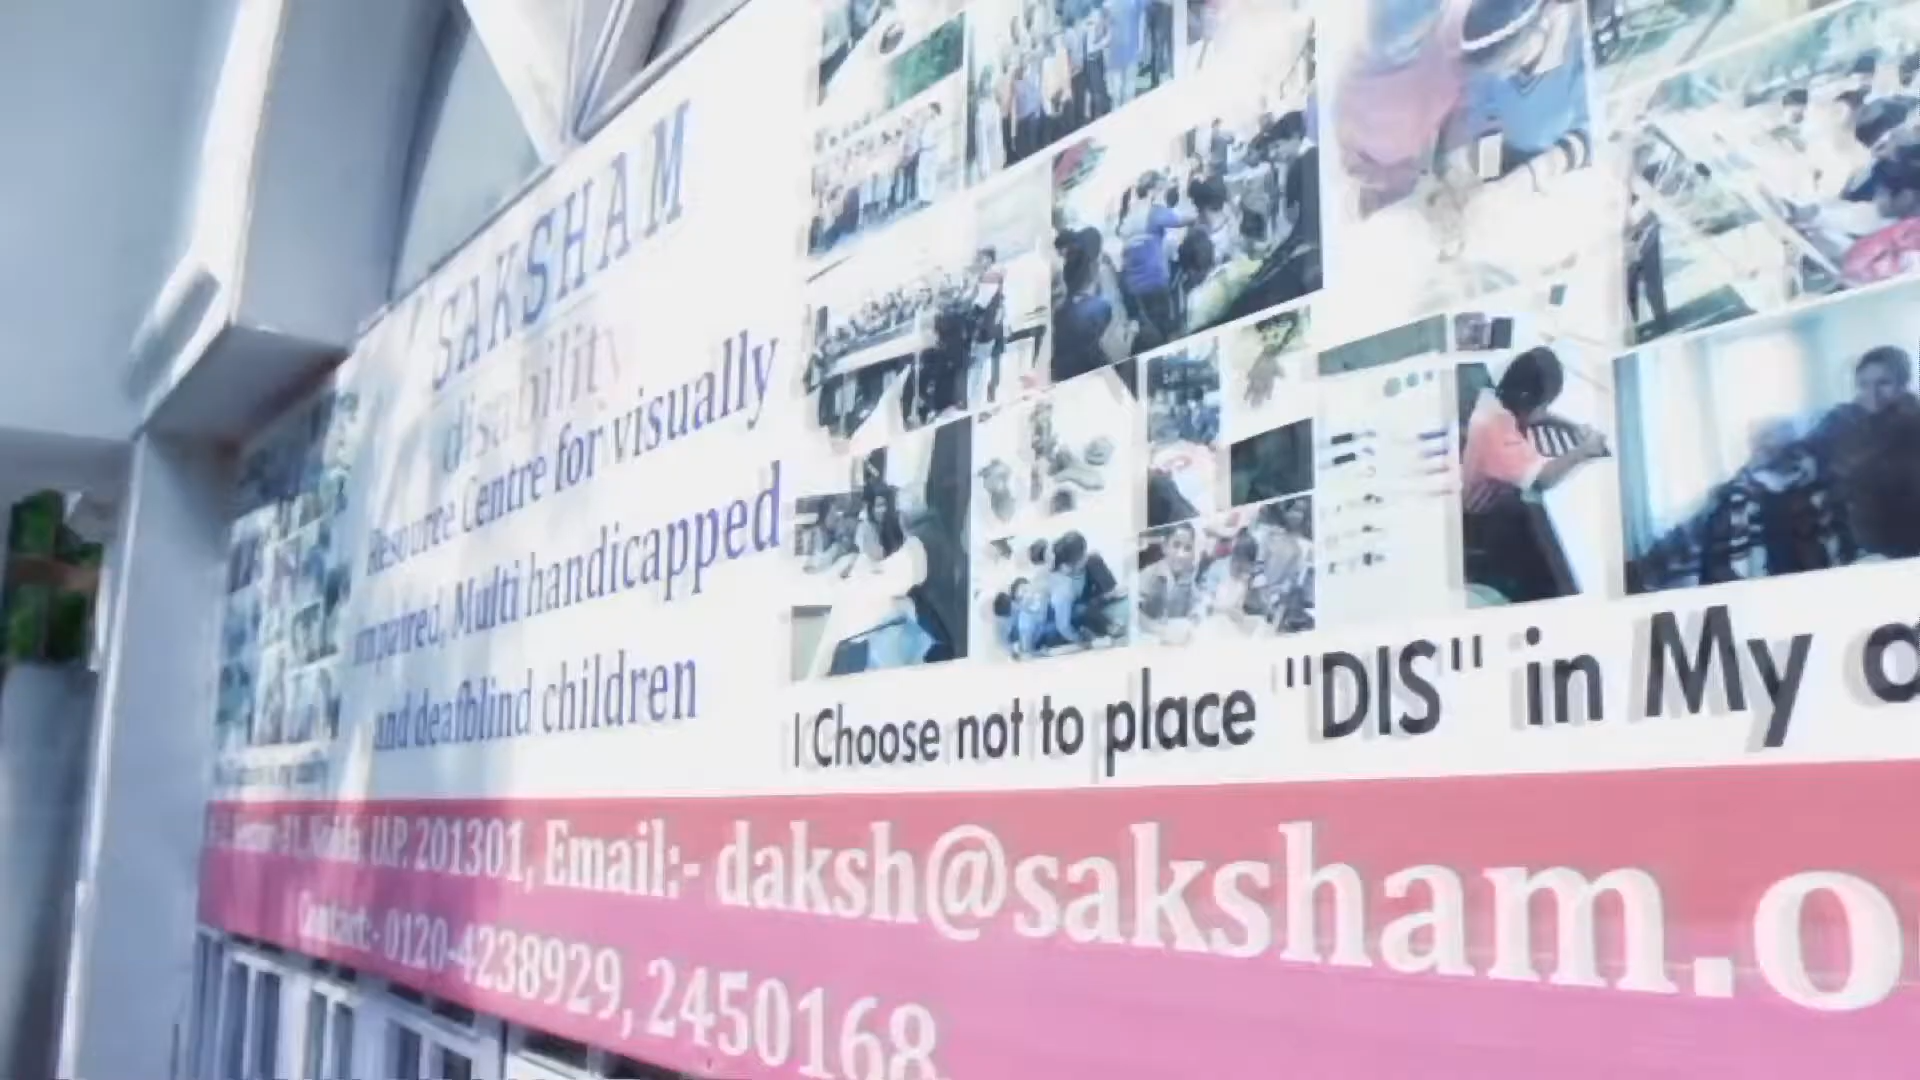 SAKSHAM
disability
Resource Centre for visually
impaired, Multi handicapped
and deafblind children
I Choose not to place "DIS" in My
Noida, U.P. 201301, Email:- daksh@saksham.o
Contact:- 0120-4238929, 2450168